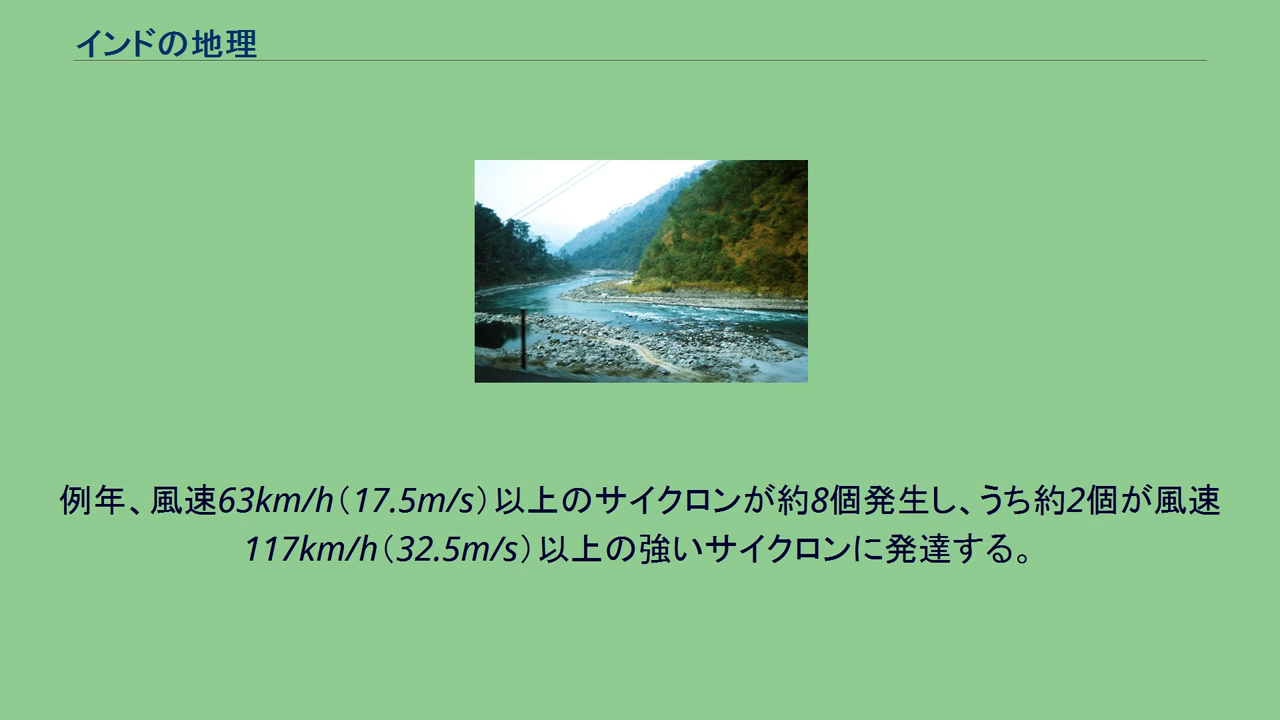 インドの地理
例年、風速63km/h（17.5m/s）以上のサイクロンが約8個発生し、うち約2個が風速
117km/h（32.5m/s）以上の強いサイクロンに発達する。